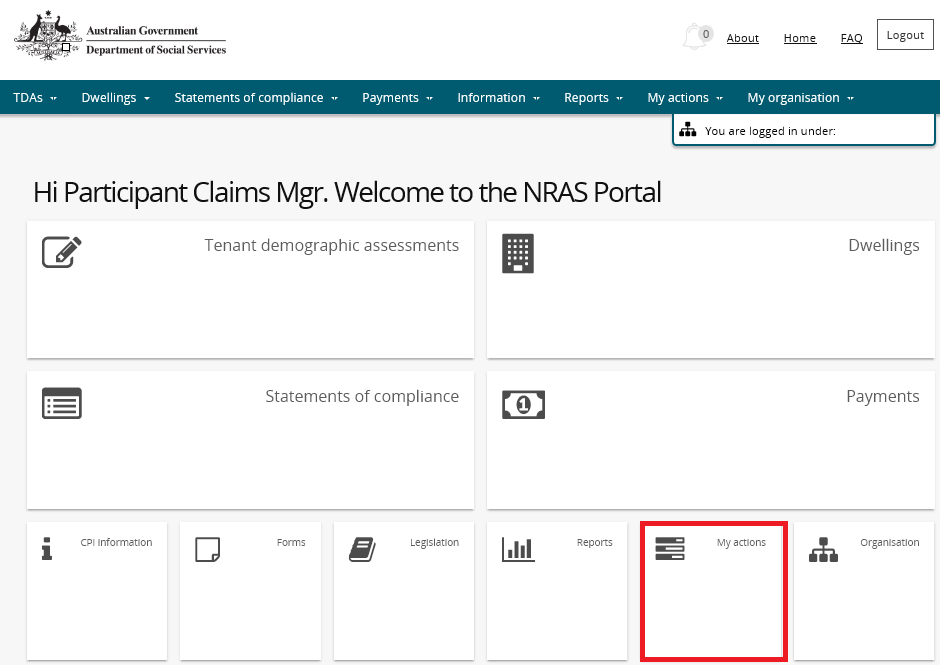 Australian Government
Department of Social Services
0
About
Home
FAQ
Logout
TDAs
Dwellings
Statements of compliance
Payments
Information
Reports
My actions
My organisation
You are logged in under:
Hi Participant Claims Mgr. Welcome to the NRAS Portal
Tenant demographic assessments
Dwellings
Statements of compliance
1
Payments
CPI Information
Forms
Legislation
Reports
My actions
Organisation